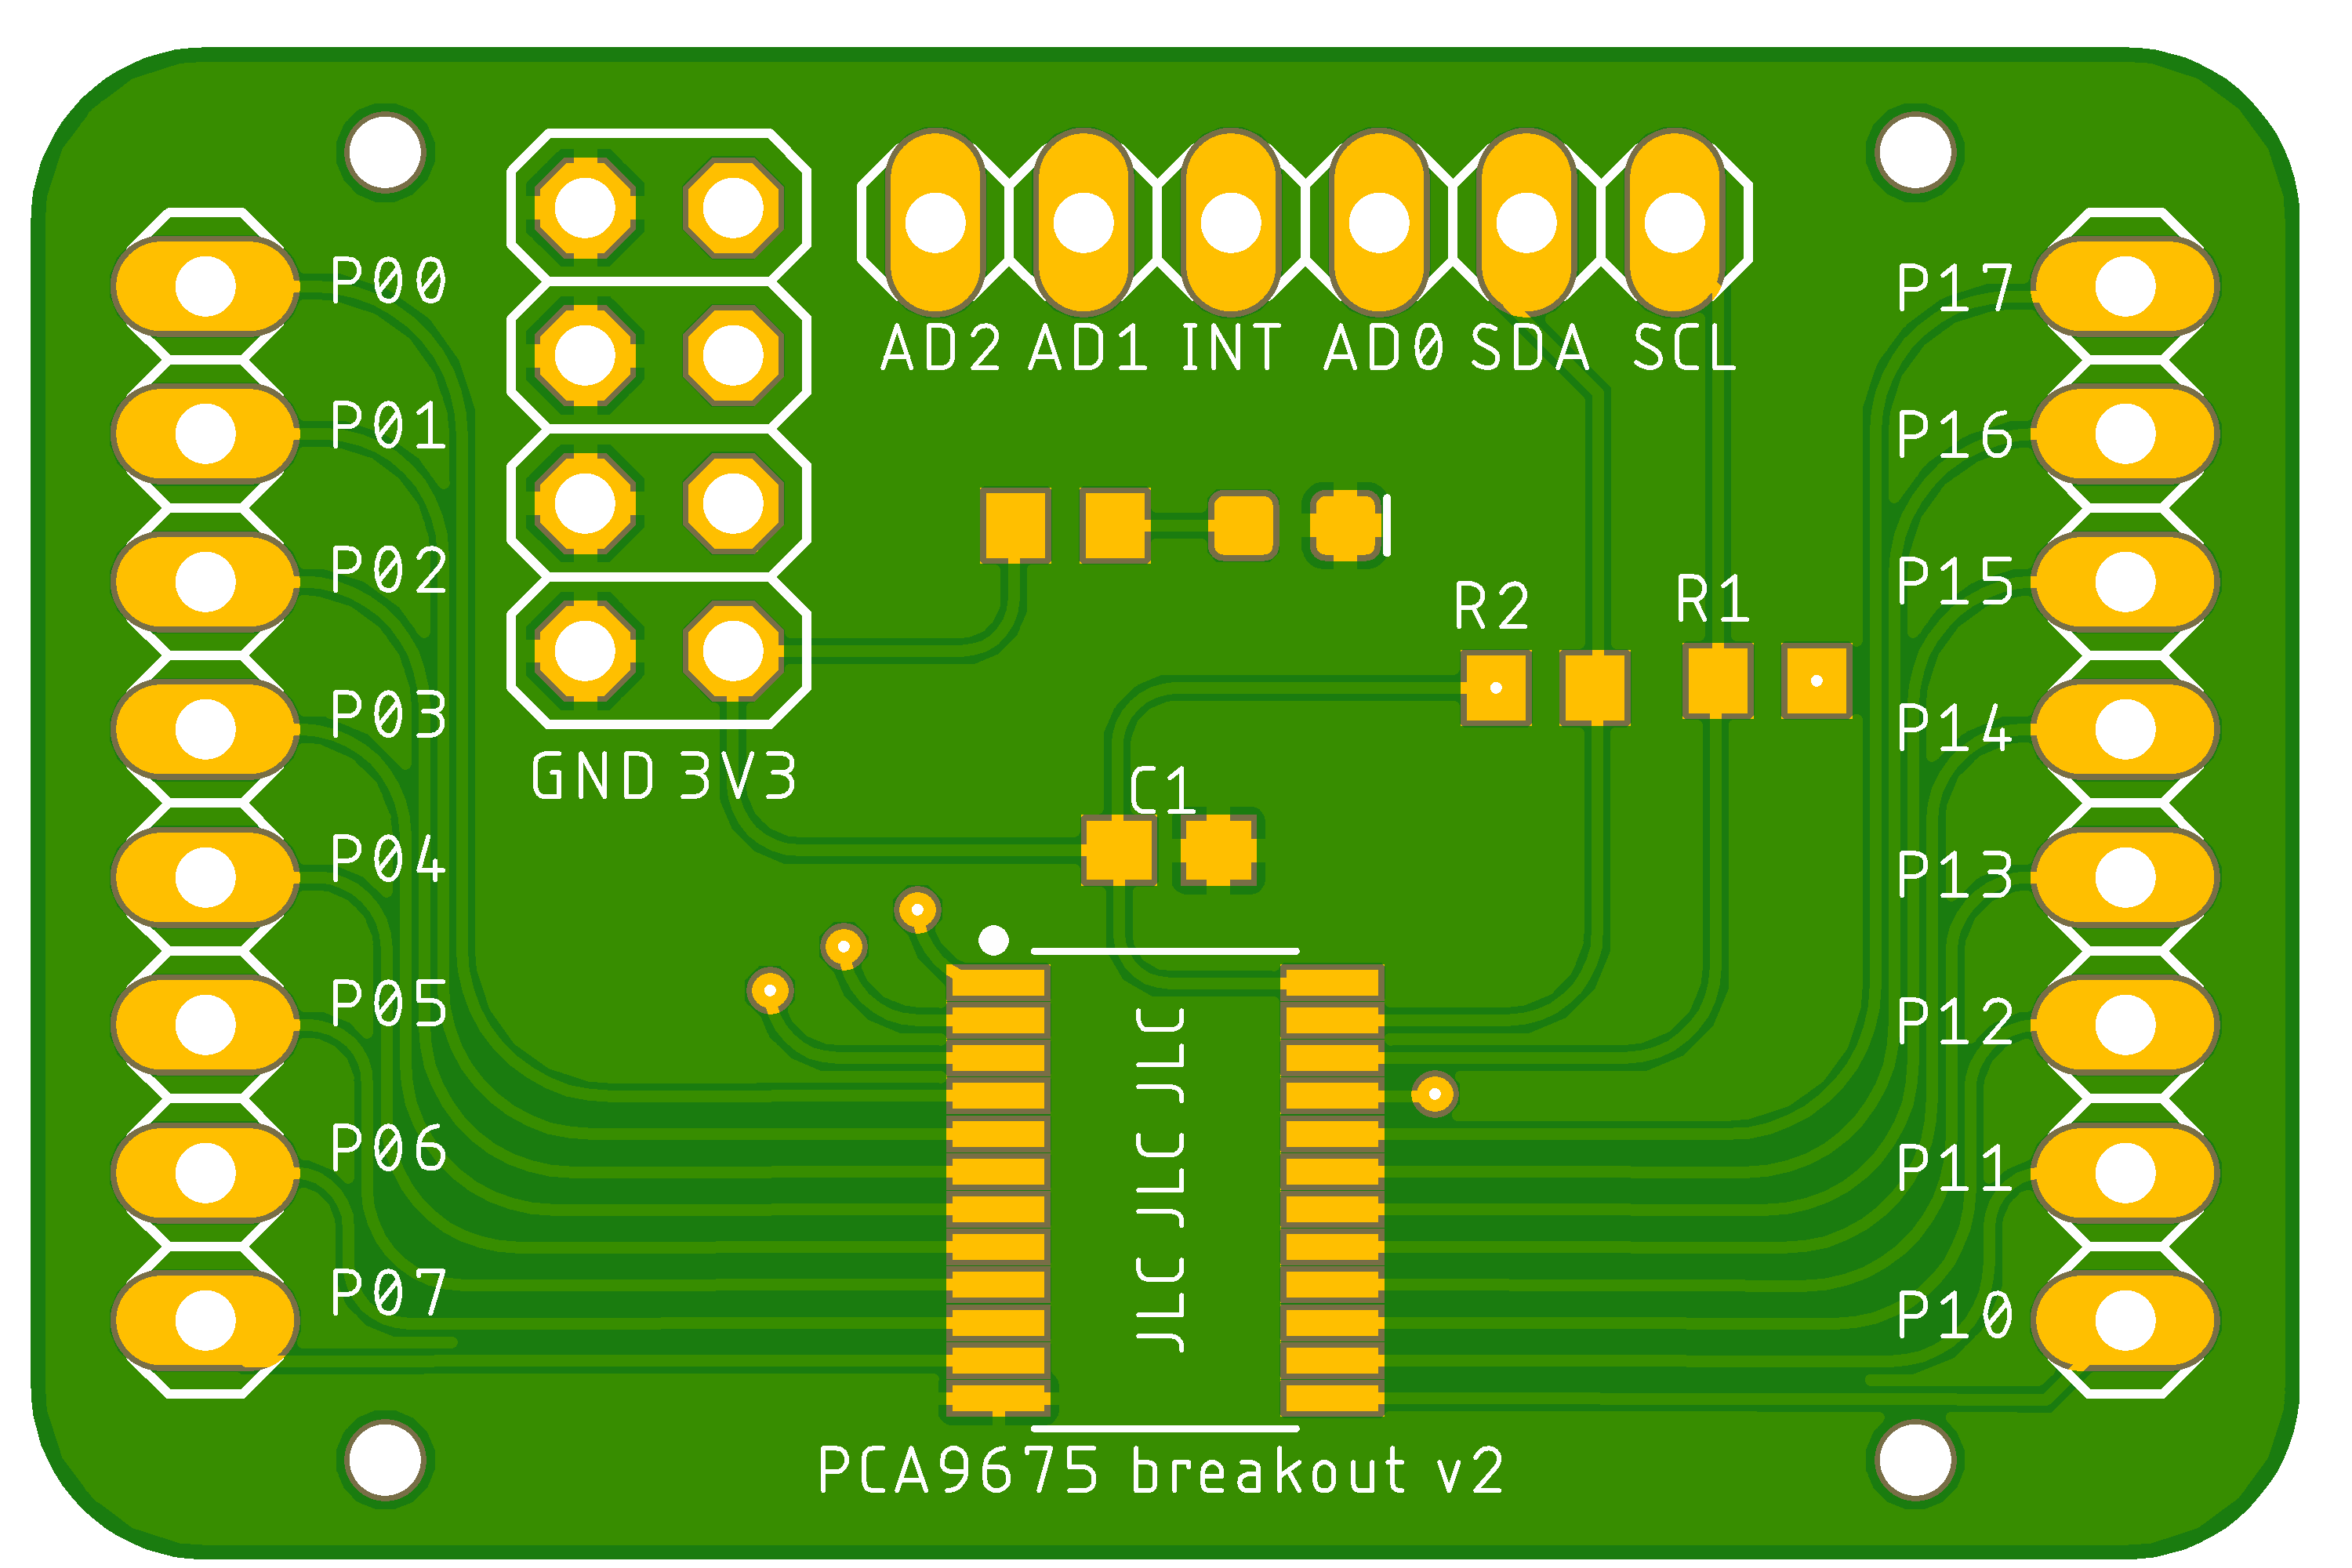 AD2 AD1 INT AD0 SDA SCL
P00
P01
P02
P03
P04
P05
P06
P07
GND 3V3
R2
R1
C1
JLC JLC JLC
P17
P16
P15
P14
P13
P12
P11
P10
PCA9675 breakout v2